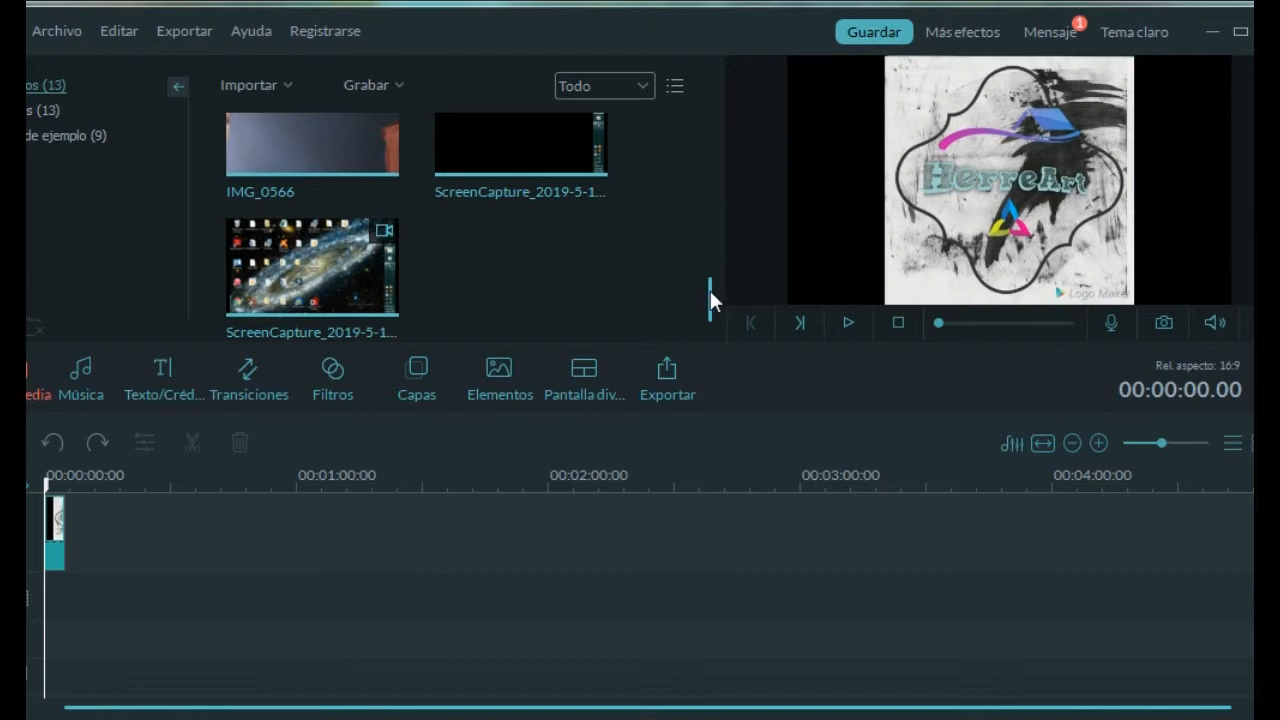 Archivo Editar Exportar Ayuda Registrarse Guardar Más efectos Mensaje 1 Tema claro
os (13) Importar Grabar Todo
s (13)
de ejemplo (9)
IMG_0566 ScreenCapture_2019-5-1...
ScreenCapture_2019-5-1...
HerreArt
Logo Maker
edia Música Texto/Créd... Transiciones Filtros Capas Elementos Pantalla div... Exportar
Rel. aspecto: 16:9
00:00:00.00
00:00:00:00 00:01:00:00 00:02:00:00 00:03:00:00 00:04:00:00